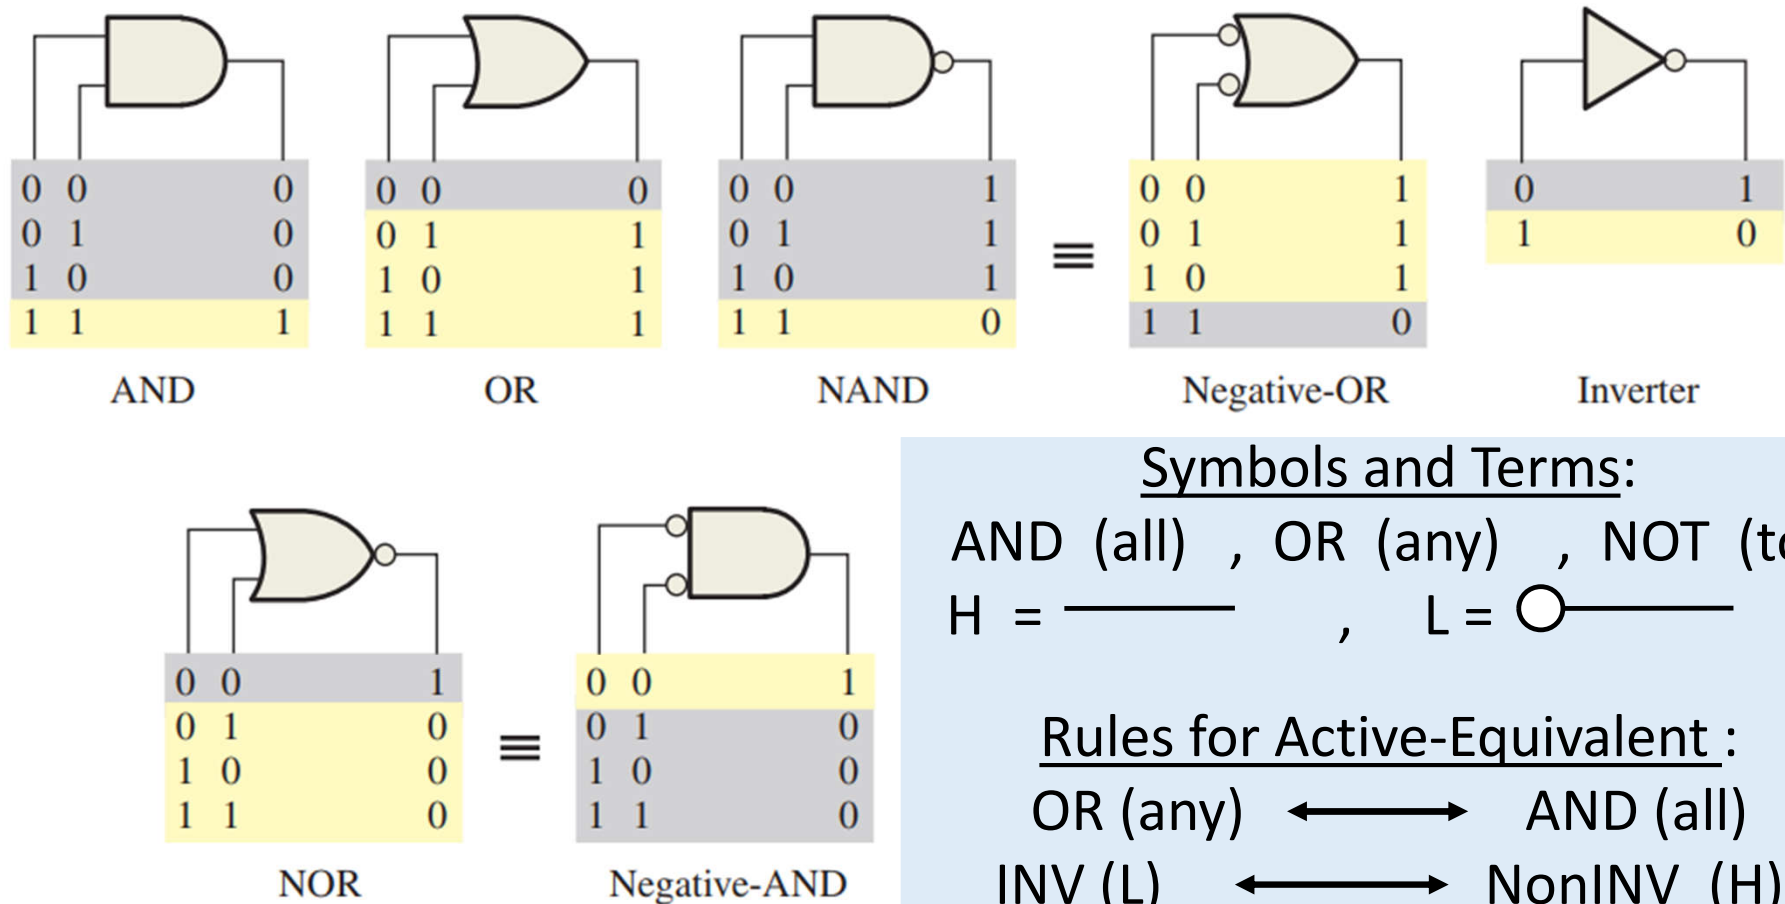 0 0 0
0 1 0
1 0 0
1 1 1
AND
0 0 0
0 1 1
1 0 1
1 1 1
OR
0 0 1
0 1 1
1 0 1
1 1 0
NAND
≡
0 0 1
0 1 1
1 0 1
1 1 0
Negative-OR
0 1
1 0
Inverter
0 0 1
0 1 0
1 0 0
1 1 0
NOR
≡
0 0 1
0 1 0
1 0 0
1 1 0
Negative-AND
Symbols and Terms:
AND (all) , OR (any) , NOT
H = , L =
Rules for Active-Equivalent :
OR (any) ↔ AND (all)
INV (L) ↔ NonINV (H)